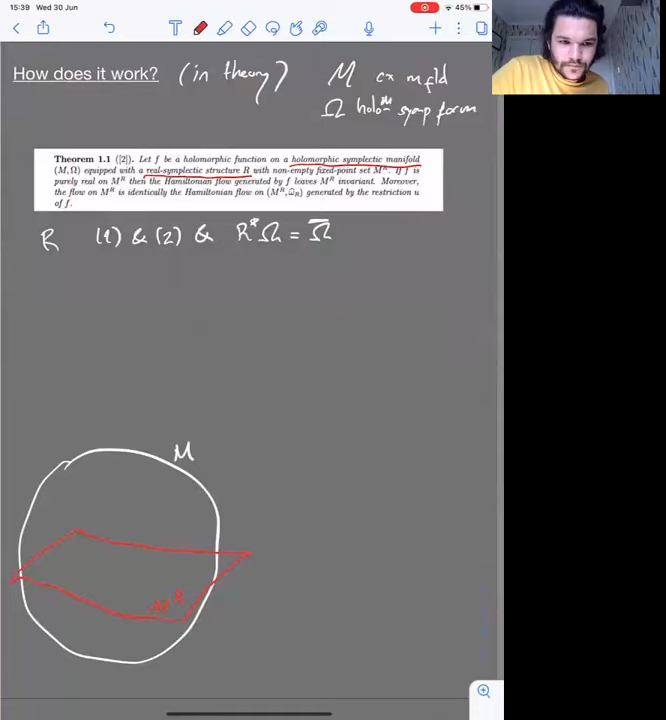 15:39 Wed 30 Jun
45%
How does it work? (in theory) M cx mfld
Ω holo^m symp form
Theorem 1.1 ([2]). Let f be a holomorphic function on a holomorphic symplectic manifold
(M, Ω) equipped with a real-symplectic structure R with non-empty fixed-point set M^R. If f is
purely real on M^R then the Hamiltonian flow generated by f leaves M^R invariant. Moreover,
the flow on M^R is identically the Hamiltonian flow on (M^R, ω̂_R) generated by the restriction u
of f.
R (1) & (2) & R*Ω = Ω̅
M
M^R